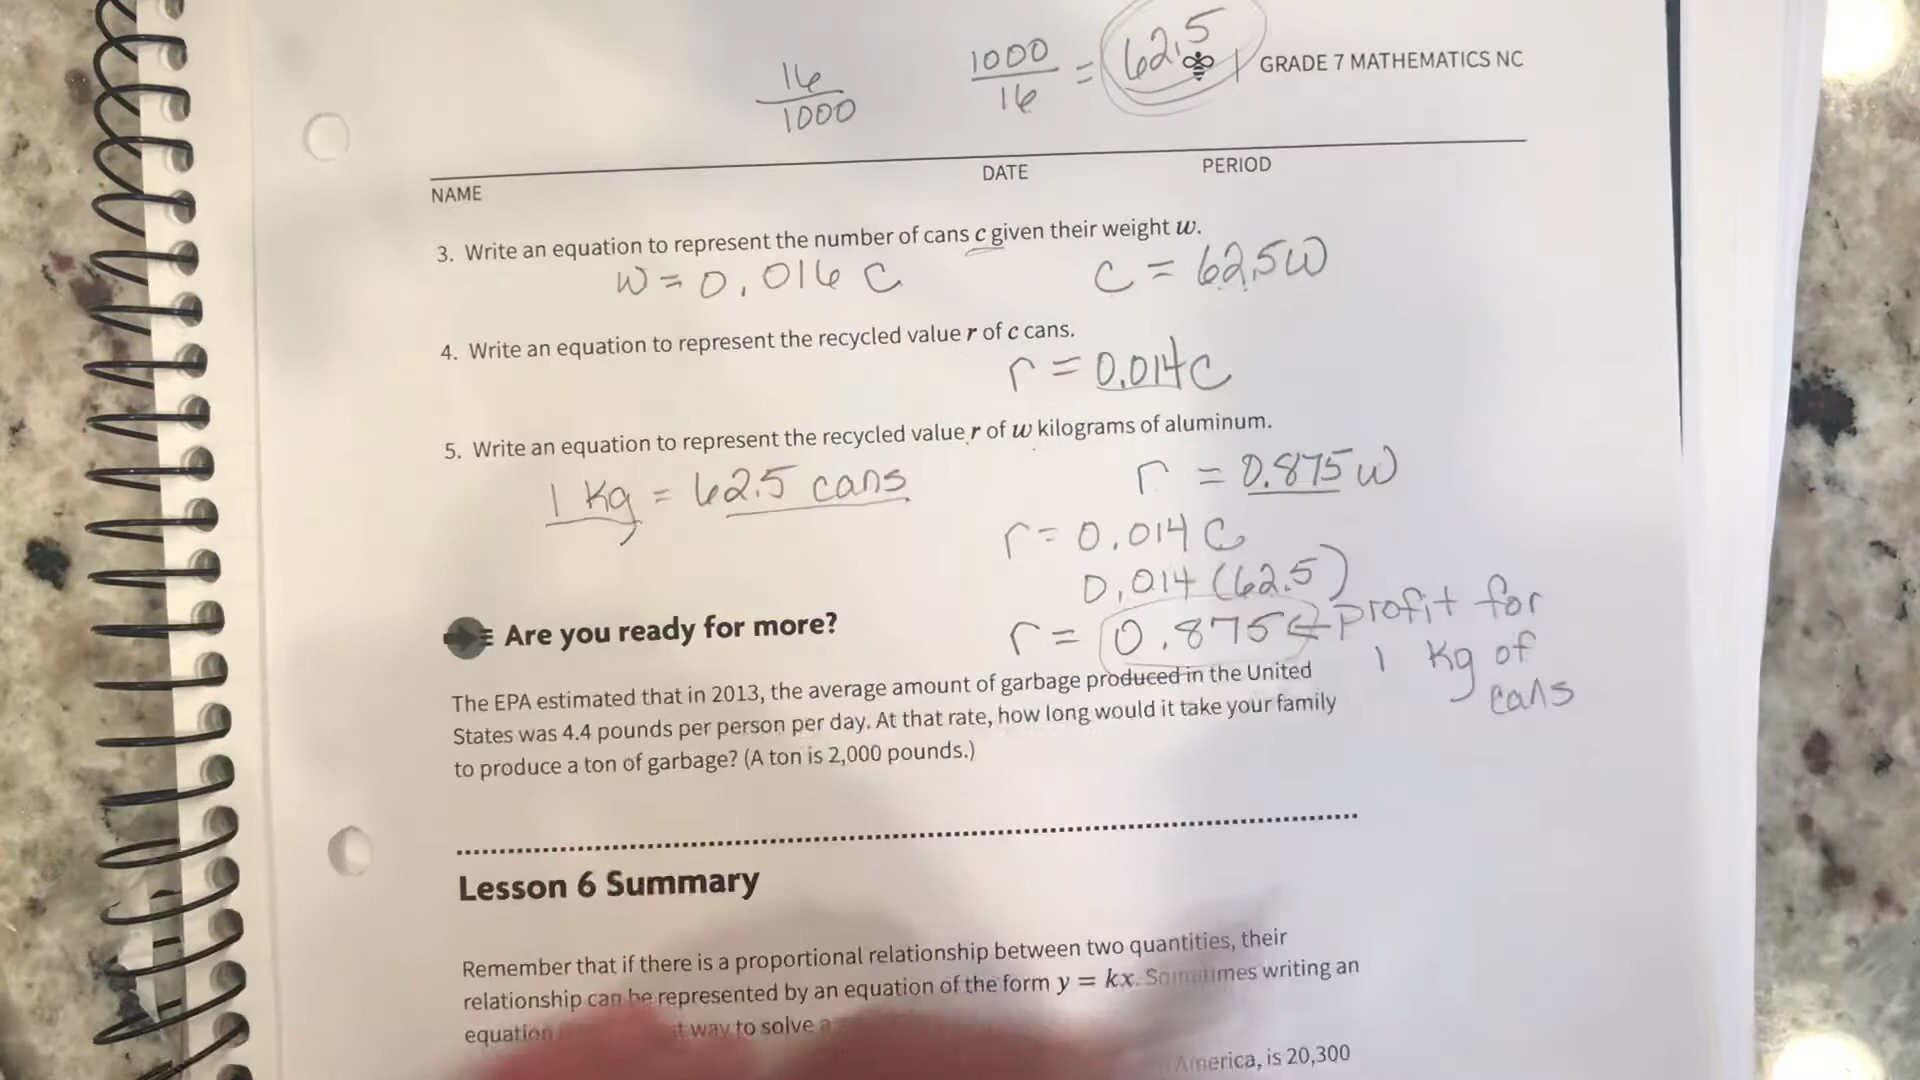 16
1000
1000
16
= 62.5
GRADE 7 MATHEMATICS NC
NAME DATE PERIOD
3. Write an equation to represent the number of cans c given their weight w.
w = 0.016 c
c = 62.5w
4. Write an equation to represent the recycled value r of c cans.
r = 0.014c
5. Write an equation to represent the recycled value r of w kilograms of aluminum.
1 kg = 62.5 cans
r = 0.875w
r = 0.014 c
0.014 (62.5)
r = 0.875 ← profit for
1 kg of
cans
Are you ready for more?
The EPA estimated that in 2013, the average amount of garbage produced in the United
States was 4.4 pounds per person per day. At that rate, how long would it take your family
to produce a ton of garbage? (A ton is 2,000 pounds.)
Lesson 6 Summary
Remember that if there is a proportional relationship between two quantities, their
relationship can be represented by an equation of the form y = kx. Sometimes writing an
equation way to solve a
America, is 20,300